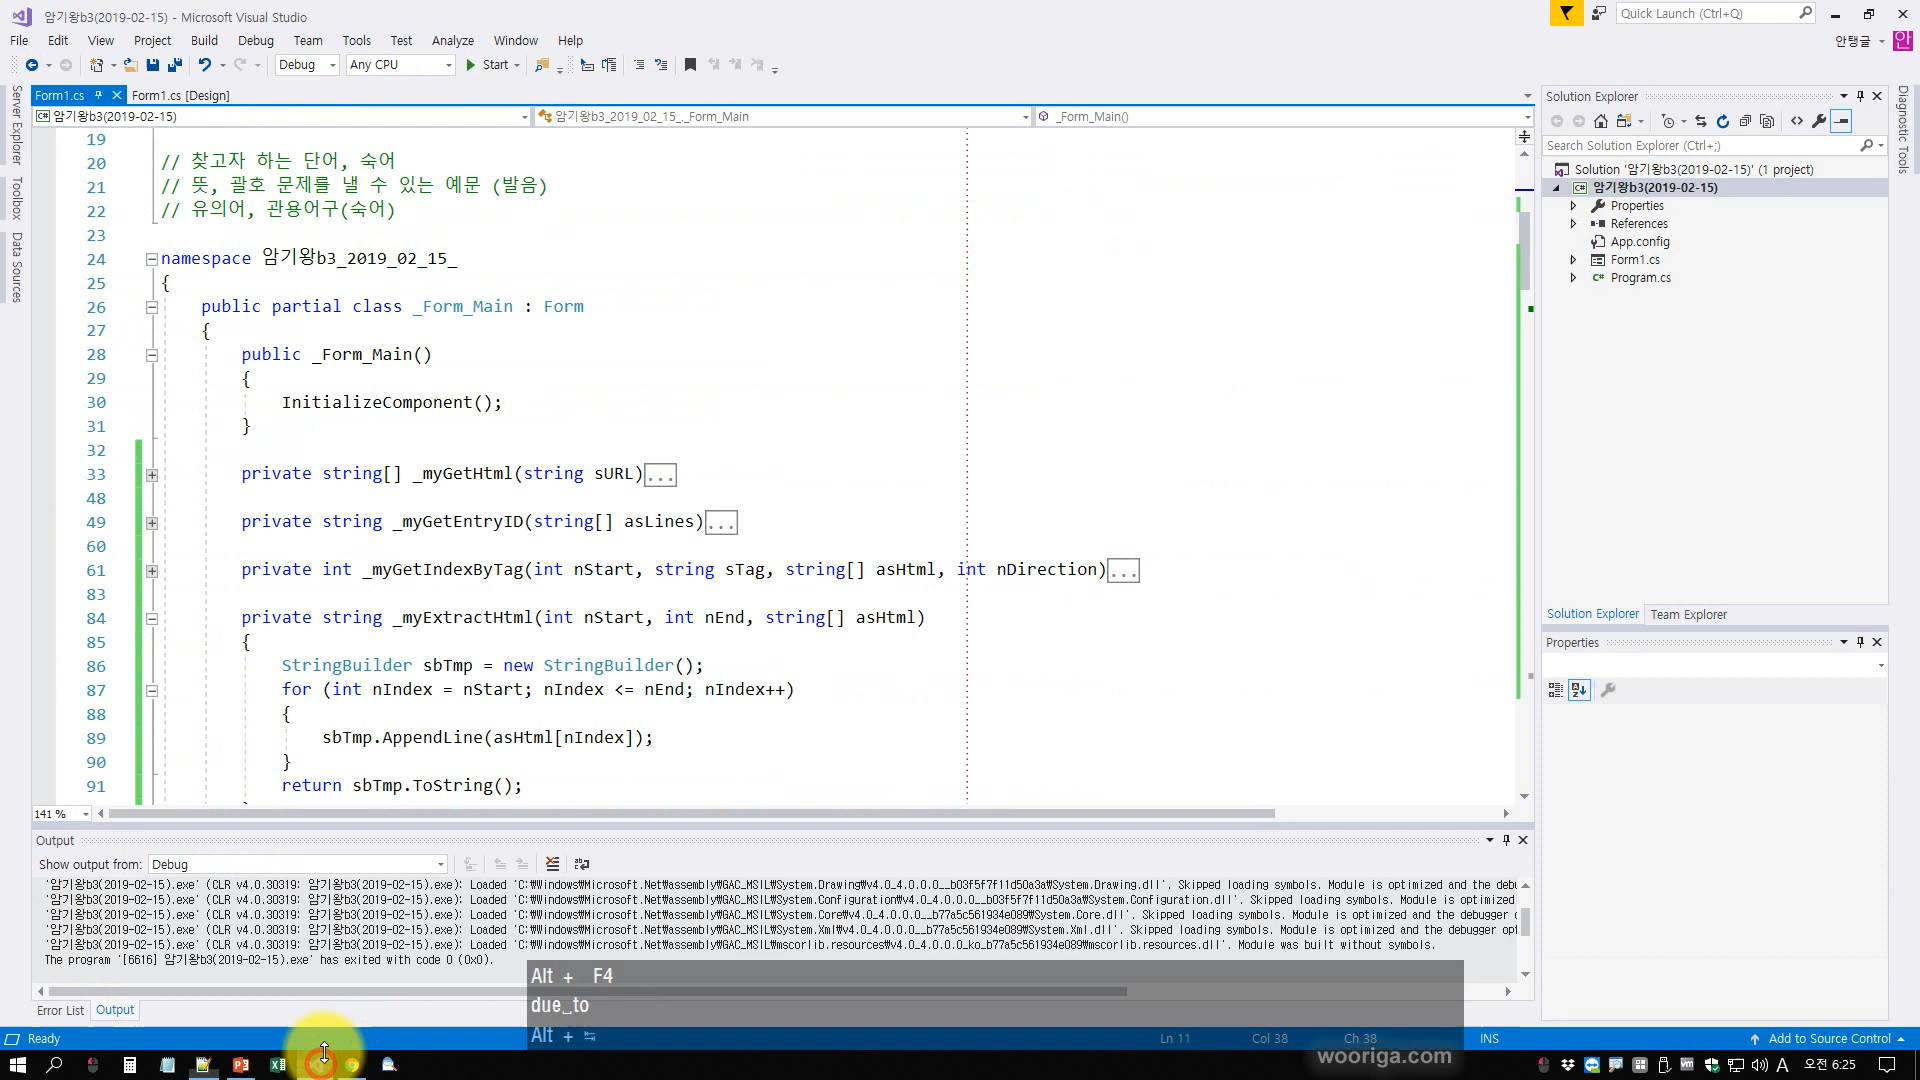 암기왕b3(2019-02-15) - Microsoft Visual Studio
Quick Launch (Ctrl+Q)
File Edit View Project Build Debug Team Tools Test Analyze Window Help
안탱글 안
Debug Any CPU Start
Form1.cs Form1.cs [Design]
암기왕b3(2019-02-15) 암기왕b3_2019_02_15_._Form_Main _Form_Main()
Server Explorer
Toolbox
Data Sources
19
20 // 찾고자 하는 단어, 숙어
21 // 뜻, 괄호 문제를 낼 수 있는 예문 (발음)
22 // 유의어, 관용어구(숙어)
23
24 namespace 암기왕b3_2019_02_15_
25 {
26 public partial class _Form_Main : Form
27 {
28 public _Form_Main()
29 {
30 InitializeComponent();
31 }
32
33 private string[] _myGetHtml(string sURL)...
48
49 private string _myGetEntryID(string[] asLines)...
60
61 private int _myGetIndexByTag(int nStart, string sTag, string[] asHtml, int nDirection)...
83
84 private string _myExtractHtml(int nStart, int nEnd, string[] asHtml)
85 {
86 StringBuilder sbTmp = new StringBuilder();
87 for (int nIndex = nStart; nIndex <= nEnd; nIndex++)
88 {
89 sbTmp.AppendLine(asHtml[nIndex]);
90 }
91 return sbTmp.ToString();
141 %
Solution Explorer
Search Solution Explorer (Ctrl+;)
Solution '암기왕b3(2019-02-15)' (1 project)
암기왕b3(2019-02-15)
Properties
References
App.config
Form1.cs
Program.cs
Solution Explorer Team Explorer
Properties
Diagnostic Tools
Output
Show output from: Debug
'암기왕b3(2019-02-15).exe' (CLR v4.0.30319: 암기왕b3(2019-02-15).exe): Loaded 'C:₩Windows₩Microsoft.Net₩assembly₩GAC_MSIL₩System.Drawing₩v4.0_4.0.0.0__b03f5f7f11d50a3a₩System.Drawing.dll'. Skipped loading symbols. Module is optimized and the debu
'암기왕b3(2019-02-15).exe' (CLR v4.0.30319: 암기왕b3(2019-02-15).exe): Loaded 'C:₩Windows₩Microsoft.Net₩assembly₩GAC_MSIL₩System.Configuration₩v4.0_4.0.0.0__b03f5f7f11d50a3a₩System.Configuration.dll'. Skipped loading symbols. Module is optimized
'암기왕b3(2019-02-15).exe' (CLR v4.0.30319: 암기왕b3(2019-02-15).exe): Loaded 'C:₩Windows₩Microsoft.Net₩assembly₩GAC_MSIL₩System.Core₩v4.0_4.0.0.0__b77a5c561934e089₩System.Core.dll'. Skipped loading symbols. Module is optimized and the debugger
'암기왕b3(2019-02-15).exe' (CLR v4.0.30319: 암기왕b3(2019-02-15).exe): Loaded 'C:₩Windows₩Microsoft.Net₩assembly₩GAC_MSIL₩System.Xml₩v4.0_4.0.0.0__b77a5c561934e089₩System.Xml.dll'. Skipped loading symbols. Module is optimized and the debugger opt
'암기왕b3(2019-02-15).exe' (CLR v4.0.30319: 암기왕b3(2019-02-15).exe): Loaded 'C:₩Windows₩Microsoft.Net₩assembly₩GAC_MSIL₩mscorlib.resources₩v4.0_4.0.0.0_ko_b77a5c561934e089₩mscorlib.resources.dll'. Module was built without symbols.
The program '[6616] 암기왕b3(2019-02-15).exe' has exited with code 0 (0x0).
Alt + F4
due␣to
Alt + ↹
Error List Output
Ready Ln 11 Col 38 Ch 38 INS Add to Source Control
wooriga.com
A 오전 6:25